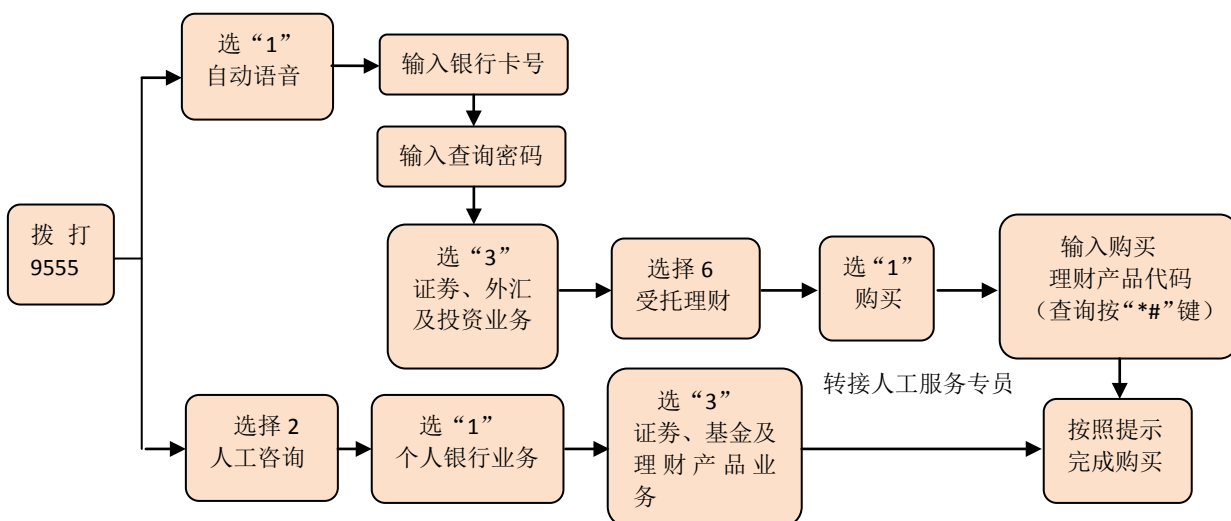 选“1”
自动语音
输入银行卡号
输入查询密码
拨 打
9555
选“3”
证券、外汇
及投资业务
选择 6
受托理财
选“1”
购买
输入购买
理财产品代码
（查询按“*#”键）
转接人工服务专员
选择 2
人工咨询
选“1”
个人银行业务
选“3”
证券、基金及
理财产品业
务
按照提示
完成购买